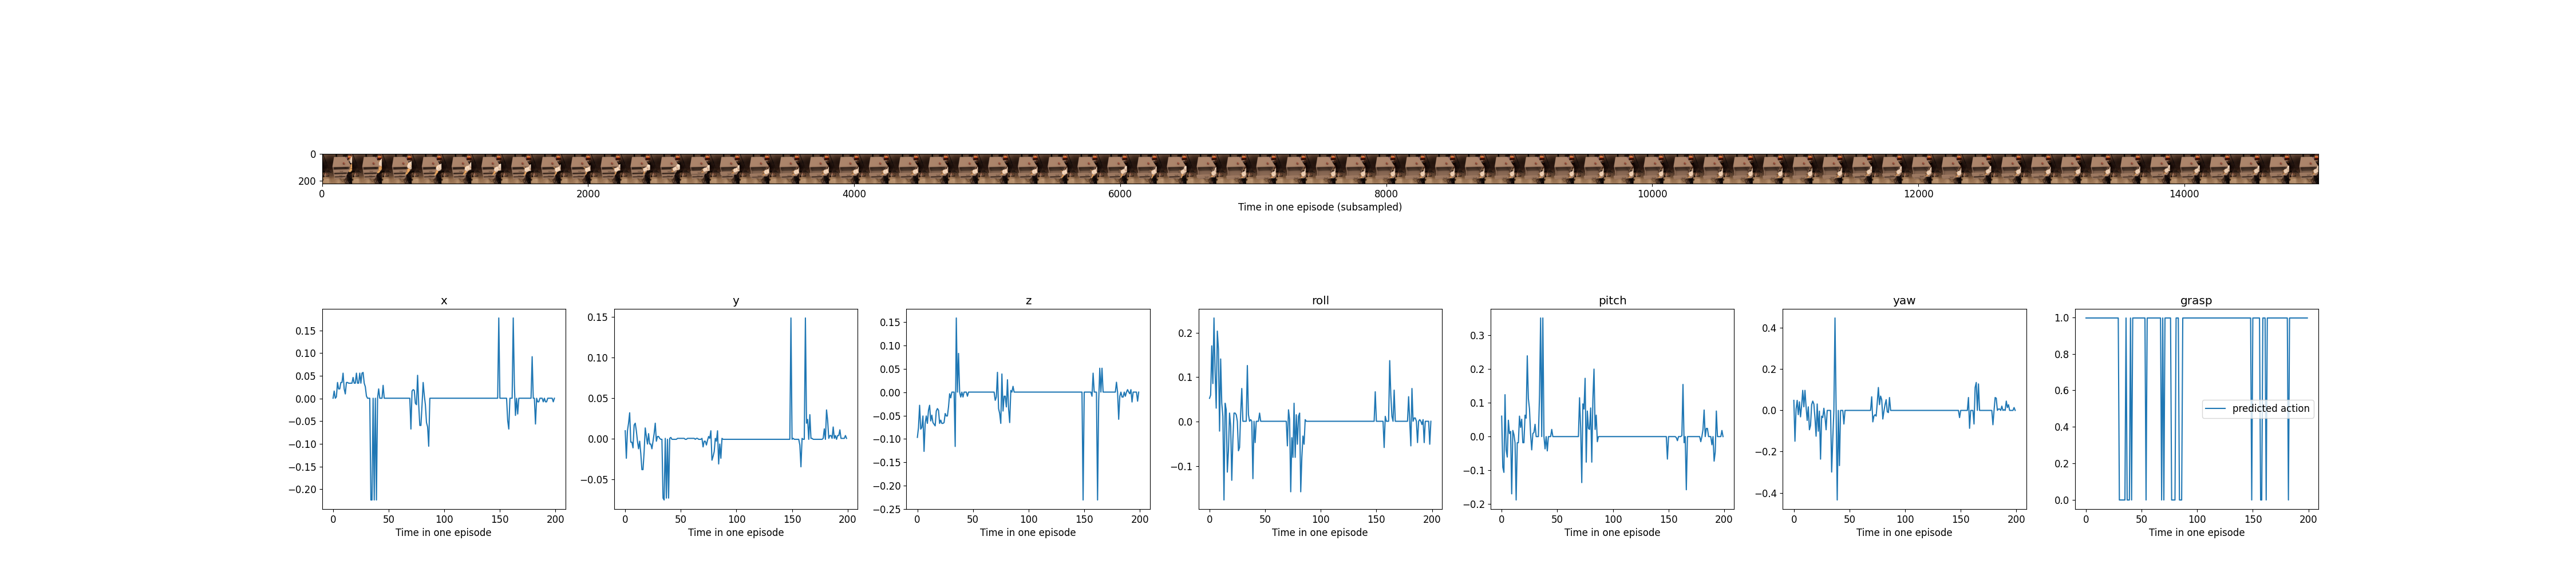 0
200
0 2000 4000 6000 8000 10000 12000 14000
Time in one episode (subsampled)
x y z roll pitch yaw grasp
0.15
0.10
0.05
0.00
−0.05
−0.10
−0.15
−0.20
0 50 100 150 200
Time in one episode
0.15
0.10
0.05
0.00
−0.05
0 50 100 150 200
Time in one episode
0.15
0.10
0.05
0.00
−0.05
−0.10
−0.15
−0.20
−0.25
0 50 100 150 200
Time in one episode
0.2
0.1
0.0
−0.1
0 50 100 150 200
Time in one episode
0.3
0.2
0.1
0.0
−0.1
−0.2
0 50 100 150 200
Time in one episode
0.4
0.2
0.0
−0.2
−0.4
0 50 100 150 200
Time in one episode
1.0
0.8
0.6
0.4
0.2
0.0
predicted action
0 50 100 150 200
Time in one episode